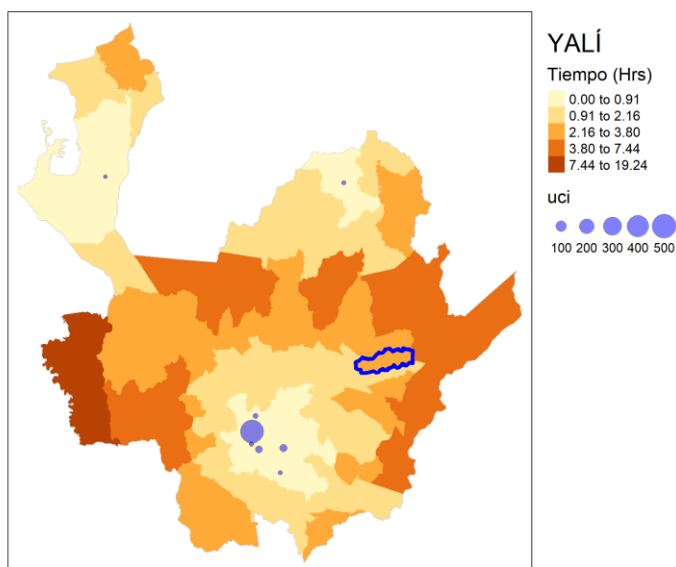 YALÍ
Tiempo (Hrs)
0.00 to 0.91
0.91 to 2.16
2.16 to 3.80
3.80 to 7.44
7.44 to 19.24
uci
100 200 300 400 500